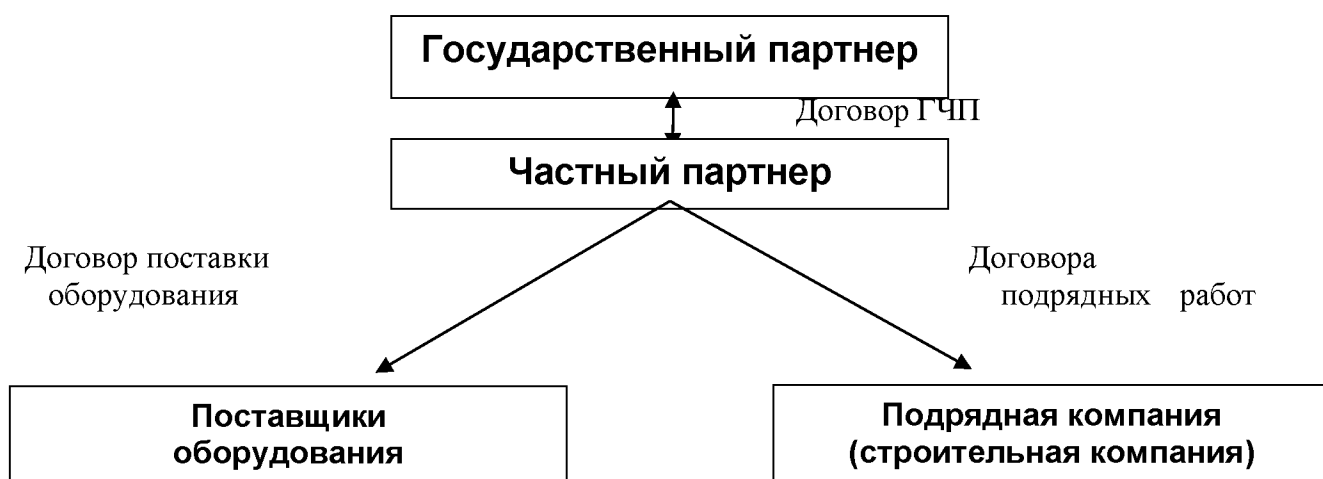 Государственный партнер
Договор ГЧП
Частный партнер
Договор поставки
оборудования
Договора
подрядных работ
Поставщики
оборудования
Подрядная компания
(строительная компания)